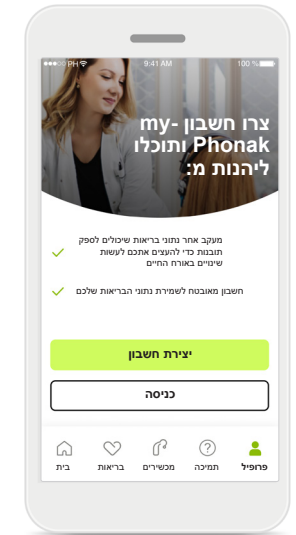 PH 9:41 AM 100 %
צרו חשבון my-
Phonak ותוכלו
ליהנות מ:
מעקב אחר נתוני בריאות שיכולים לספק
תובנות כדי להעצים אתכם לעשות
שינויים באורח החיים
חשבון מאובטח לשמירת נתוני הבריאות שלכם
יצירת חשבון
כניסה
פרופיל תמיכה מכשירים בריאות בית